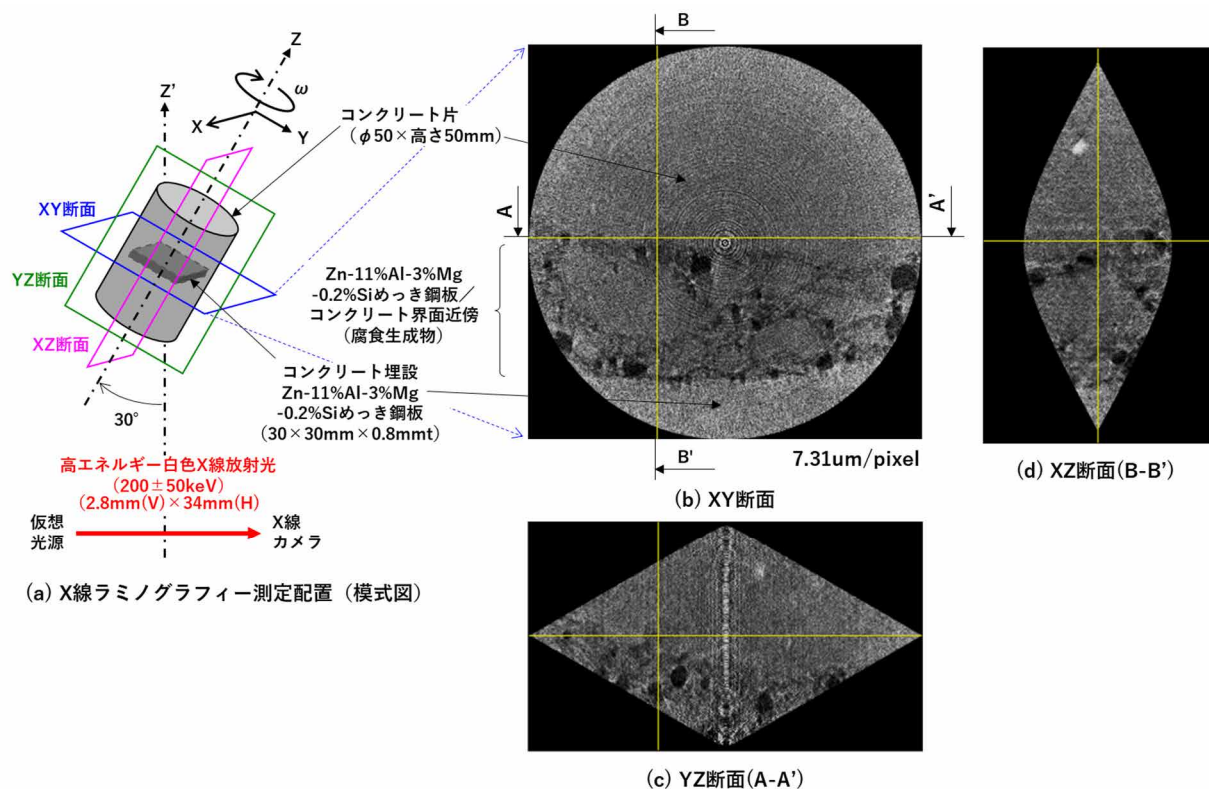 Z
Z'
ω
X
Y
コンクリート片
(φ50×高さ50mm)
XY断面
YZ断面
XZ断面
30°
Zn-11%Al-3%Mg
-0.2%Siめっき鋼板／
コンクリート界面近傍
(腐食生成物)
コンクリート埋設
Zn-11%Al-3%Mg
-0.2%Siめっき鋼板
(30×30mm×0.8mmt)
高エネルギー白色X線放射光
(200±50keV)
(2.8mm(V)×34mm(H)
仮想
光源
X線
カメラ
(a) X線ラミノグラフィー測定配置（模式図）
B
A
A'
B'
7.31um/pixel
(b) XY断面
(c) YZ断面(A-A’)
(d) XZ断面(B-B’)